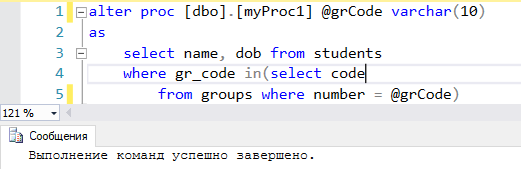 1 alter proc [dbo].[myProc1] @grCode varchar(10)
2 as
3 select name, dob from students
4 where gr_code in(select code
5 from groups where number = @grCode)
121 %
Сообщения
Выполнение команд успешно завершено.